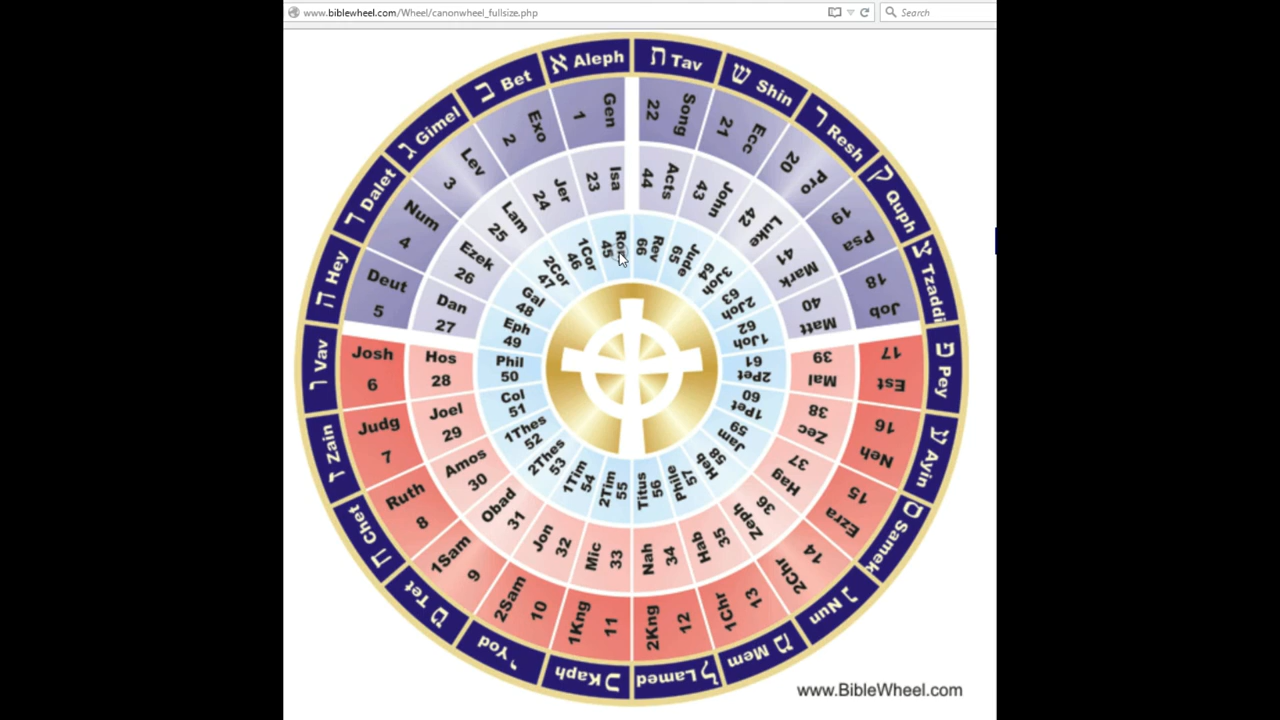 www.biblewheel.com/Wheel/canonwheel_fullsize.php
Search
א Aleph
ב Bet
ג Gimel
ד Dalet
ה Hey
ו Vav
ז Zain
ח Chet
ט Tet
י Yod
כ Kaph
ל Lamed
מ Mem
נ Nun
ס Samek
ע Ayin
פ Pey
צ Tzaddi
ק Quph
ר Resh
ש Shin
ת Tav
Gen 1
Exo 2
Lev 3
Num 4
Deut 5
Josh 6
Judg 7
Ruth 8
1Sam 9
2Sam 10
1Kng 11
2Kng 12
1Chr 13
2Chr 14
Ezra 15
Neh 16
Est 17
Job 18
Psa 19
Pro 20
Ecc 21
Song 22
Isa 23
Jer 24
Lam 25
Ezek 26
Dan 27
Hos 28
Joel 29
Amos 30
Obad 31
Jon 32
Mic 33
Nah 34
Hab 35
Zeph 36
Hag 37
Zec 38
Mal 39
Matt 40
Mark 41
Luke 42
John 43
Acts 44
Rom 45
1Cor 46
2Cor 47
Gal 48
Eph 49
Phil 50
Col 51
1Thes 52
2Thes 53
1Tim 54
2Tim 55
Titus 56
Phile 57
Heb 58
Jam 59
1Pet 60
2Pet 61
1Joh 62
2Joh 63
3Joh 64
Jude 65
Rev 66
www.BibleWheel.com